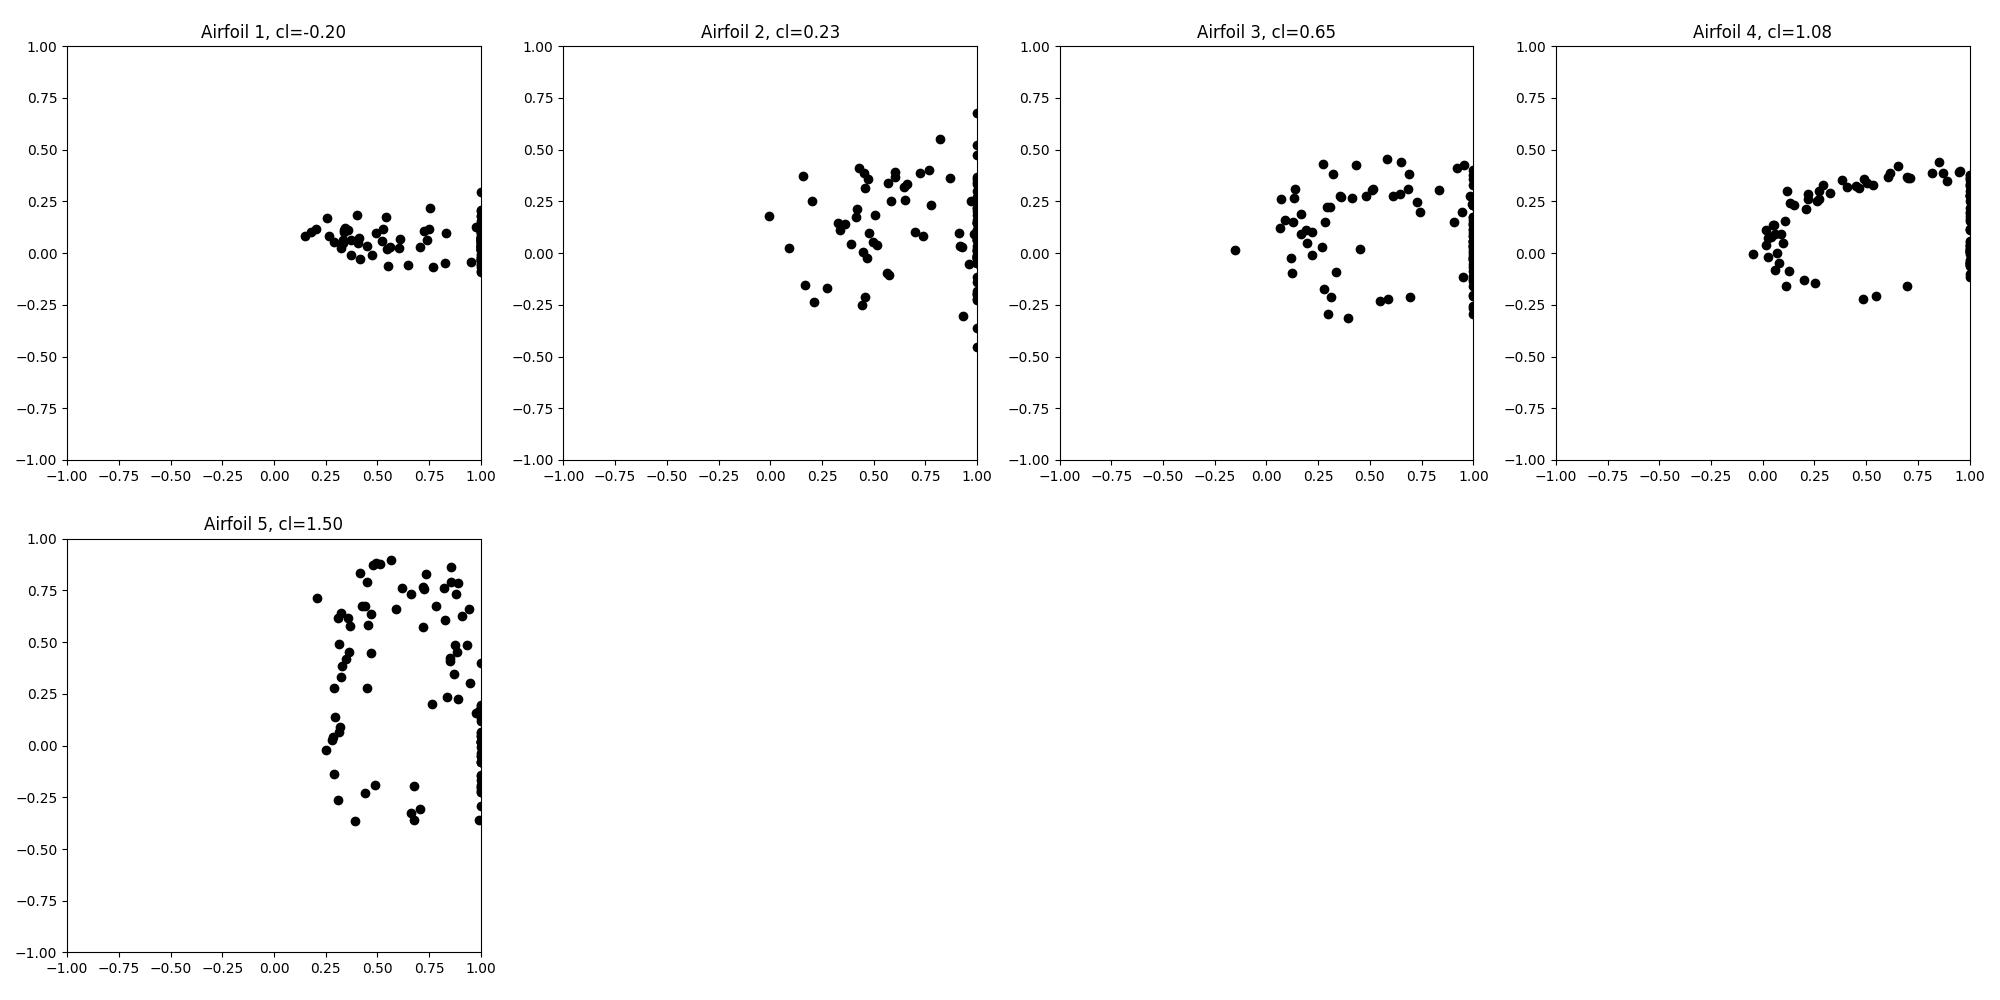 Airfoil 1, cl=-0.20
Airfoil 2, cl=0.23
Airfoil 3, cl=0.65
Airfoil 4, cl=1.08
1.00 1.00 1.00 1.00
0.75 0.75 0.75 0.75
0.50 0.50 0.50 0.50
0.25 0.25 0.25 0.25
0.00 0.00 0.00 0.00
−0.25 −0.25 −0.25 −0.25
−0.50 −0.50 −0.50 −0.50
−0.75 −0.75 −0.75 −0.75
−1.00 −1.00 −1.00 −1.00
−1.00 −0.75 −0.50 −0.25 0.00 0.25 0.50 0.75 1.00
−1.00 −0.75 −0.50 −0.25 0.00 0.25 0.50 0.75 1.00
−1.00 −0.75 −0.50 −0.25 0.00 0.25 0.50 0.75 1.00
−1.00 −0.75 −0.50 −0.25 0.00 0.25 0.50 0.75 1.00
Airfoil 5, cl=1.50
1.00
0.75
0.50
0.25
0.00
−0.25
−0.50
−0.75
−1.00
−1.00 −0.75 −0.50 −0.25 0.00 0.25 0.50 0.75 1.00